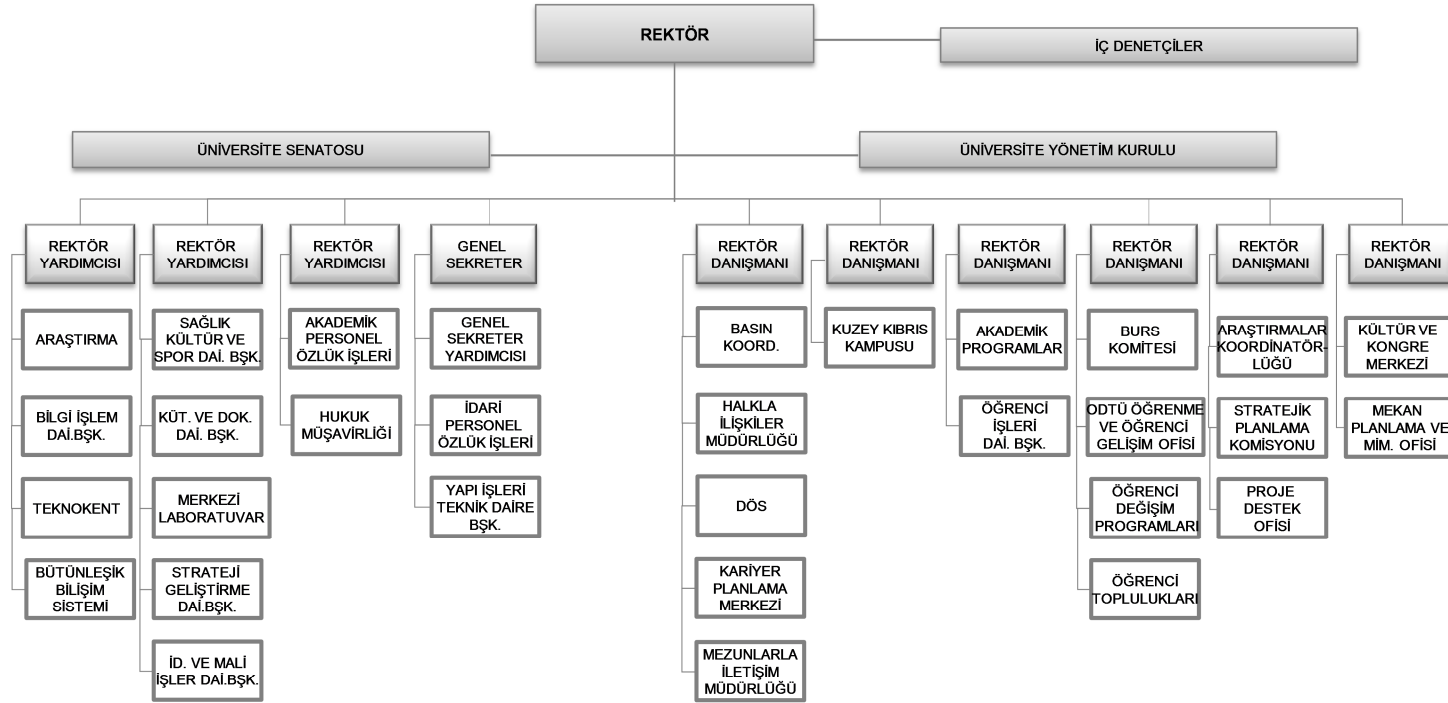 REKTÖR
İÇ DENETÇİLER
ÜNİVERSİTE SENATOSU
ÜNİVERSİTE YÖNETİM KURULU
REKTÖR
YARDIMCISI
ARAŞTIRMA
BİLGİ İŞLEM
DAİ.BŞK.
TEKNOKENT
BÜTÜNLEŞİK
BİLİŞİM
SİSTEMİ
REKTÖR
YARDIMCISI
SAĞLIK
KÜLTÜR VE
SPOR DAİ. BŞK.
KÜT. VE DOK.
DAİ. BŞK.
MERKEZİ
LABORATUVAR
STRATEJİ
GELİŞTİRME
DAİ.BŞK.
İD. VE MALİ
İŞLER DAİ.BŞK.
REKTÖR
YARDIMCISI
AKADEMİK
PERSONEL
ÖZLÜK İŞLERİ
HUKUK
MÜŞAVİRLİĞİ
GENEL
SEKRETER
GENEL
SEKRETER
YARDIMCISI
İDARİ
PERSONEL
ÖZLÜK İŞLERİ
YAPI İŞLERİ
TEKNİK DAİRE
BŞK.
REKTÖR
DANIŞMANI
BASIN
KOORD.
HALKLA
İLİŞKİLER
MÜDÜRLÜĞÜ
DÖS
KARİYER
PLANLAMA
MERKEZİ
MEZUNLARLA
İLETİŞİM
MÜDÜRLÜĞÜ
REKTÖR
DANIŞMANI
KUZEY KIBRIS
KAMPUSU
REKTÖR
DANIŞMANI
AKADEMİK
PROGRAMLAR
ÖĞRENCİ
İŞLERİ
DAİ. BŞK.
REKTÖR
DANIŞMANI
BURS
KOMİTESİ
ODTÜ ÖĞRENME
VE ÖĞRENCİ
GELİŞİM OFİSİ
ÖĞRENCİ
DEĞİŞİM
PROGRAMLARI
ÖĞRENCİ
TOPLULUKLARI
REKTÖR
DANIŞMANI
ARAŞTIRMALAR
KOORDİNATÖR-
LÜĞÜ
STRATEJİK
PLANLAMA
KOMİSYONU
PROJE
DESTEK
OFİSİ
REKTÖR
DANIŞMANI
KÜLTÜR VE
KONGRE
MERKEZİ
MEKAN
PLANLAMA VE
MİM. OFİSİ